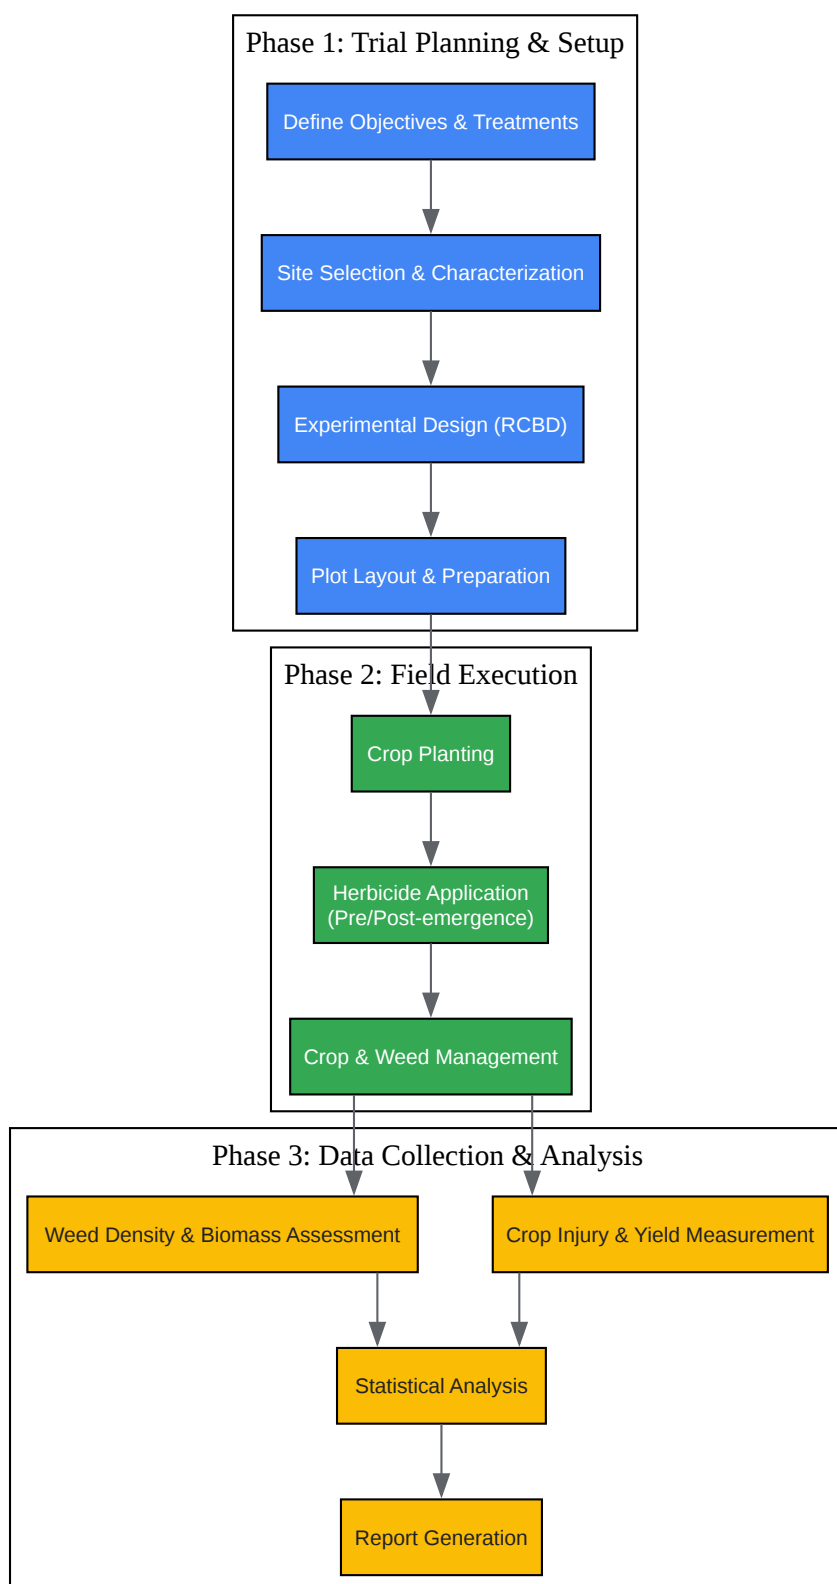 Phase 1: Trial Planning & Setup
Define Objectives & Treatments
Site Selection & Characterization
Experimental Design (RCBD)
Plot Layout & Preparation
Phase 2: Field Execution
Crop Planting
Herbicide Application
(Pre/Post-emergence)
Crop & Weed Management
Phase 3: Data Collection & Analysis
Weed Density & Biomass Assessment
Crop Injury & Yield Measurement
Statistical Analysis
Report Generation